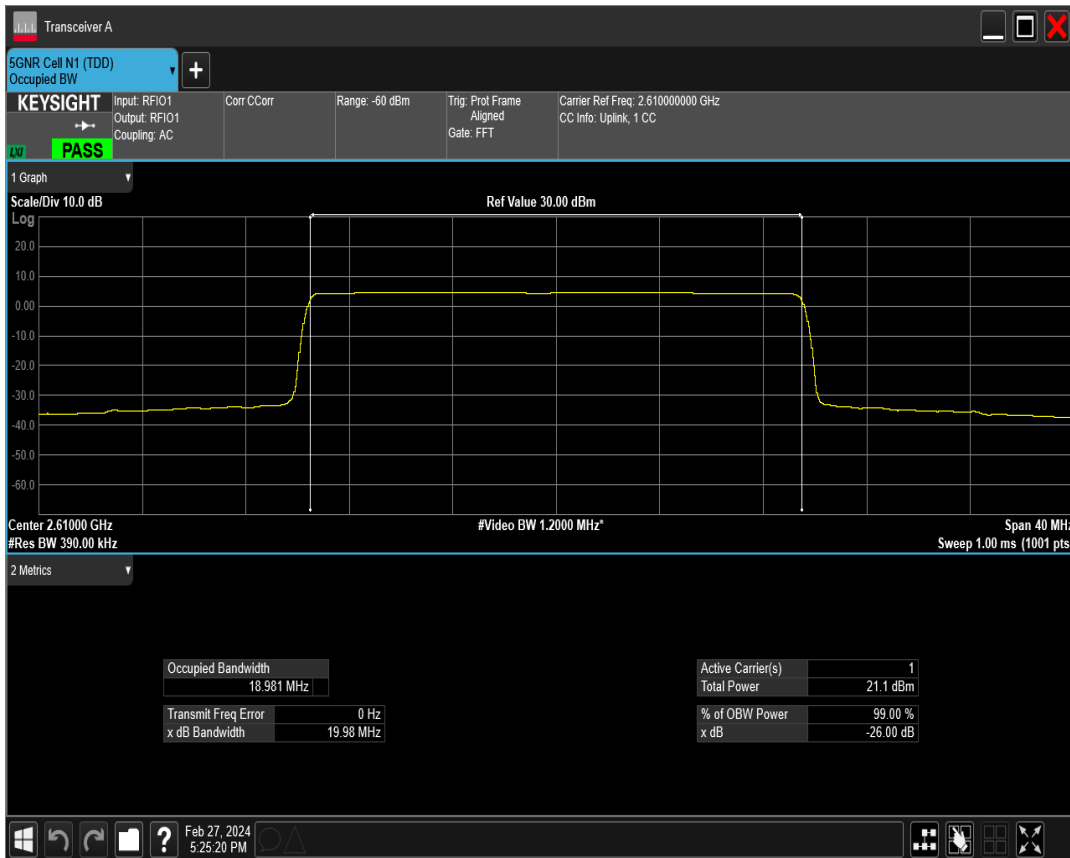 Transceiver A
5GNR Cell N1 (TDD)
Occupied BW
+
KEYSIGHT
LXI
PASS
Input: RFIO1
Output: RFIO1
Coupling: AC
Corr CCorr
Range: -60 dBm
Trig: Prot Frame
Aligned
Gate: FFT
Carrier Ref Freq: 2.610000000 GHz
CC Info: Uplink, 1 CC
1 Graph
Scale/Div 10.0 dB
Ref Value 30.00 dBm
Log
20.0
10.0
0.00
-10.0
-20.0
-30.0
-40.0
-50.0
-60.0
Center 2.61000 GHz
#Video BW 1.2000 MHz*
Span 40 MHz
#Res BW 390.00 kHz
Sweep 1.00 ms (1001 pts
2 Metrics
Occupied Bandwidth
18.981 MHz
Transmit Freq Error 0 Hz
x dB Bandwidth 19.98 MHz
Active Carrier(s) 1
Total Power 21.1 dBm
% of OBW Power 99.00 %
x dB -26.00 dB
?
Feb 27, 2024
5:25:20 PM